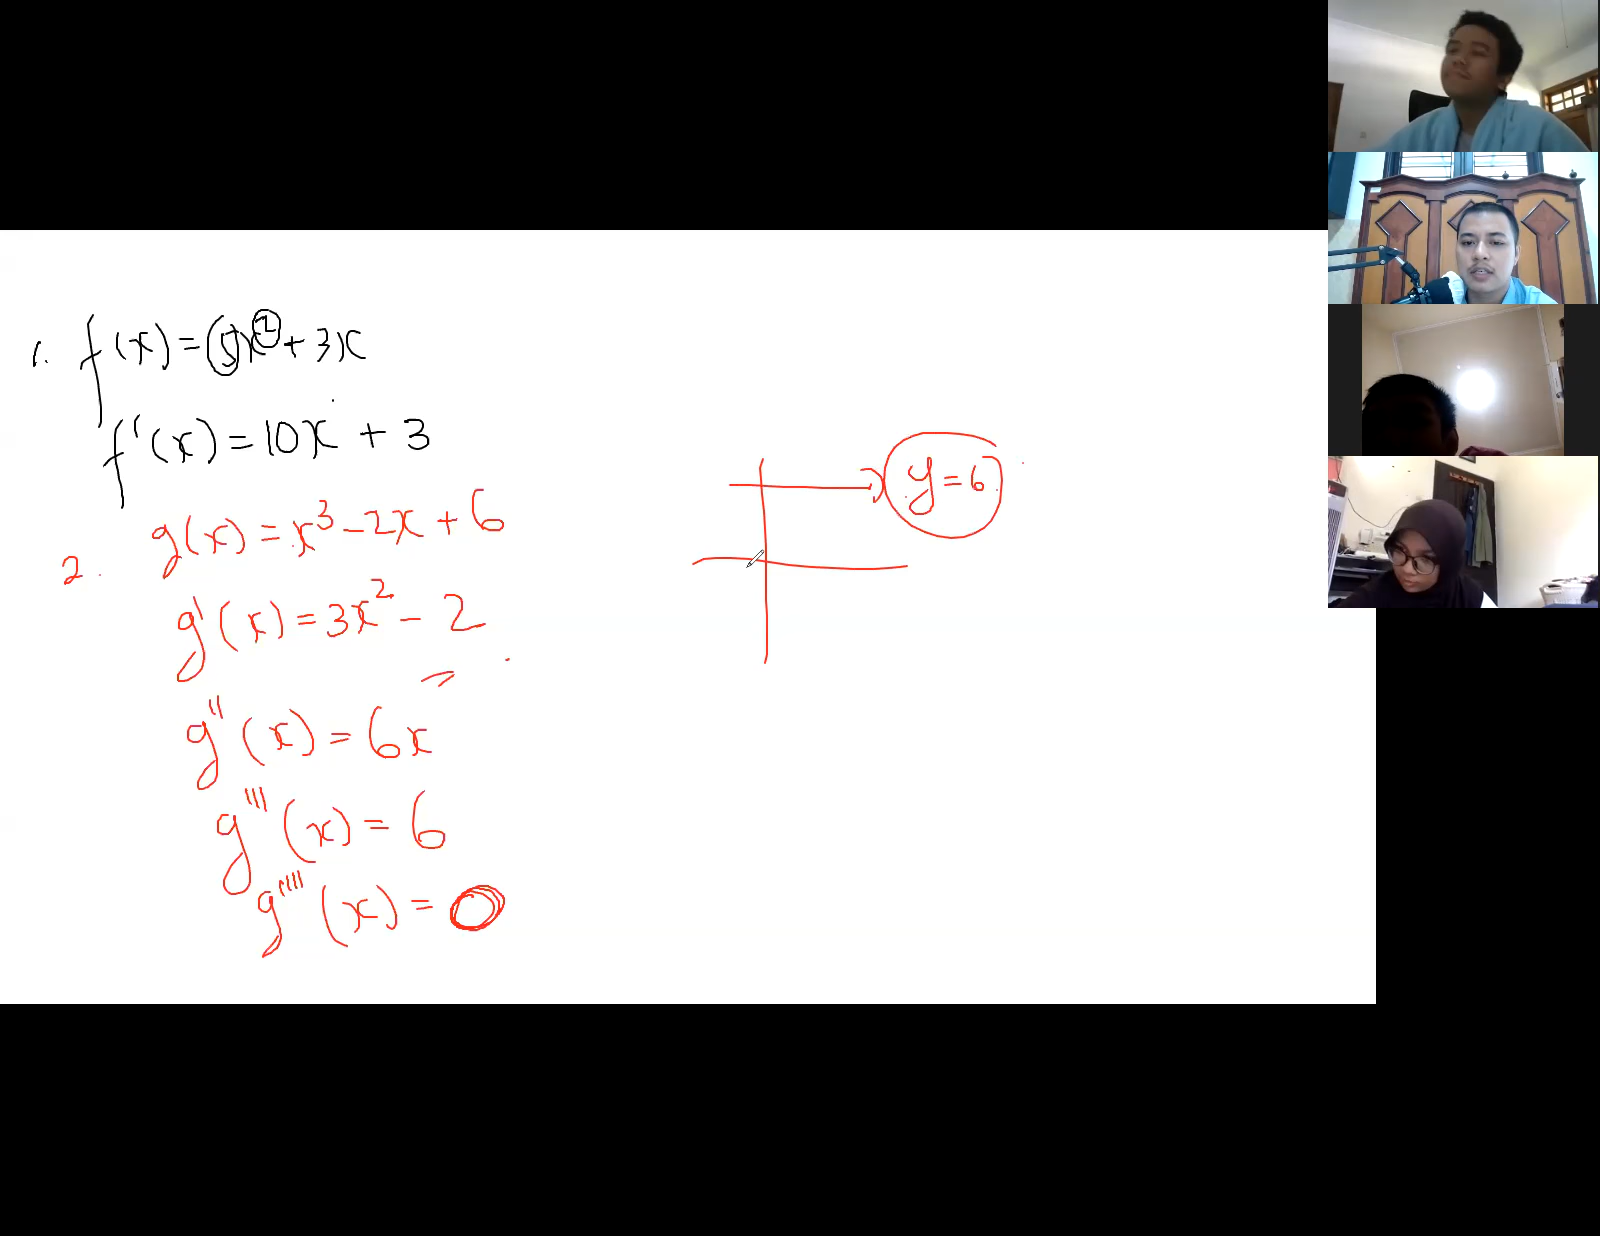 1. f(x) = 5x² + 3x
f'(x) = 10x + 3
2. g(x) = x³ - 2x + 6
g'(x) = 3x² - 2
g''(x) = 6x
g'''(x) = 6
g''''(x) = 0
y = 6